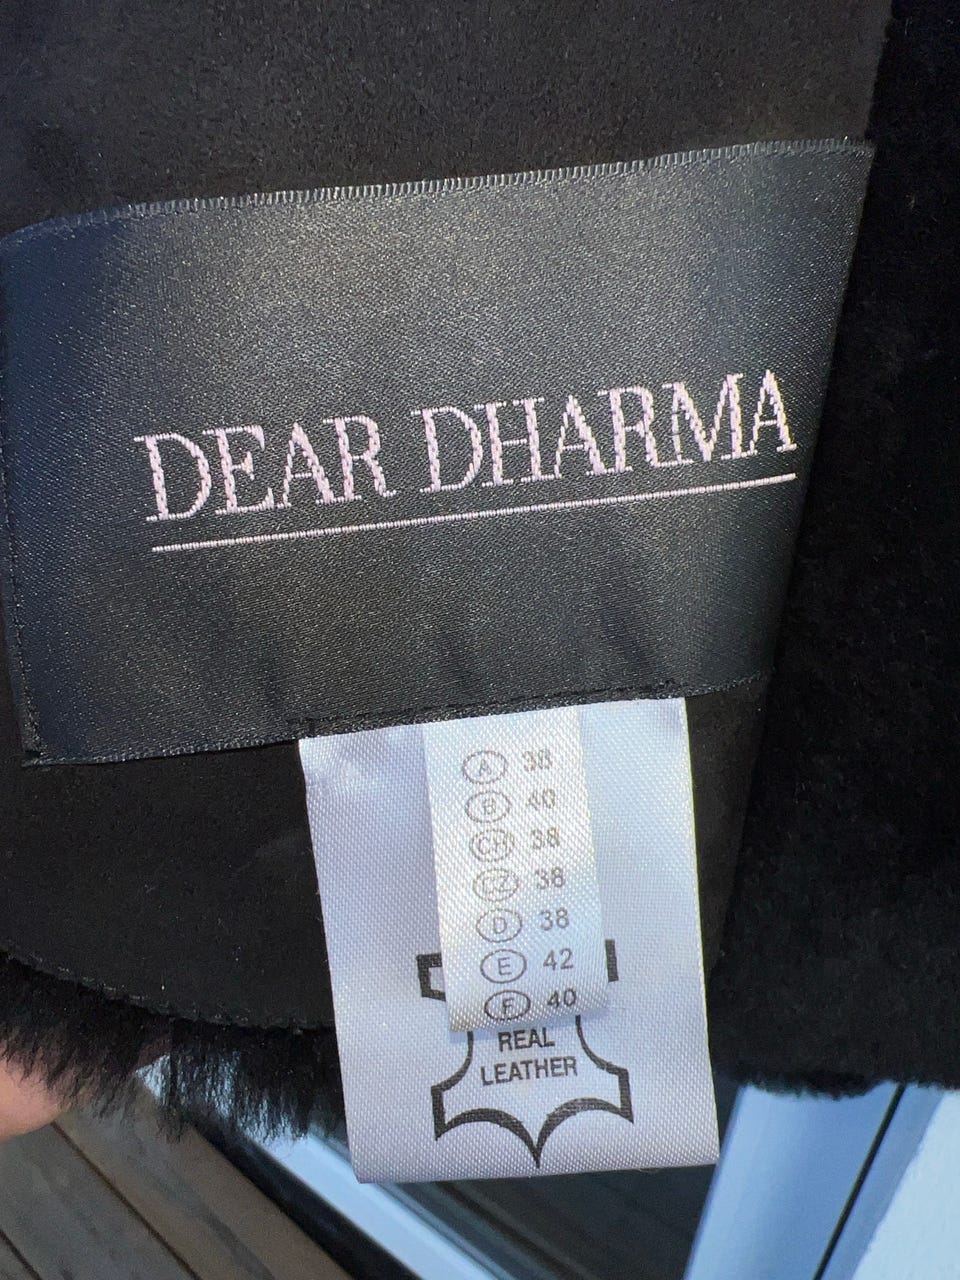 DEAR DHARMA
A 38
B 40
CH 38
CZ 38
D 38
E 42
F 40
REAL
LEATHER